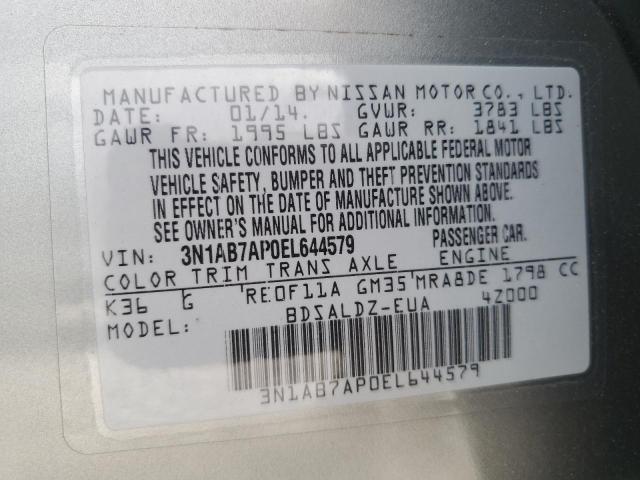 MANUFACTURED BY NISSAN MOTOR CO., LTD.
DATE: 01/14. GVWR: 3783 LBS
GAWR FR: 1995 LBS GAWR RR: 1841 LBS
THIS VEHICLE CONFORMS TO ALL APPLICABLE FEDERAL MOTOR
VEHICLE SAFETY, BUMPER AND THEFT PREVENTION STANDARDS
IN EFFECT ON THE DATE OF MANUFACTURE SHOWN ABOVE.
SEE OWNER'S MANUAL FOR ADDITIONAL INFORMATION.
VIN: 3N1AB7AP0EL644579 PASSENGER CAR.
COLOR TRIM TRANS AXLE ENGINE
K36 G RE0F11A GM35 MRA8DE 1798 CC
BDSALDZ-EUA 4Z000
3N1AB7AP0EL644579